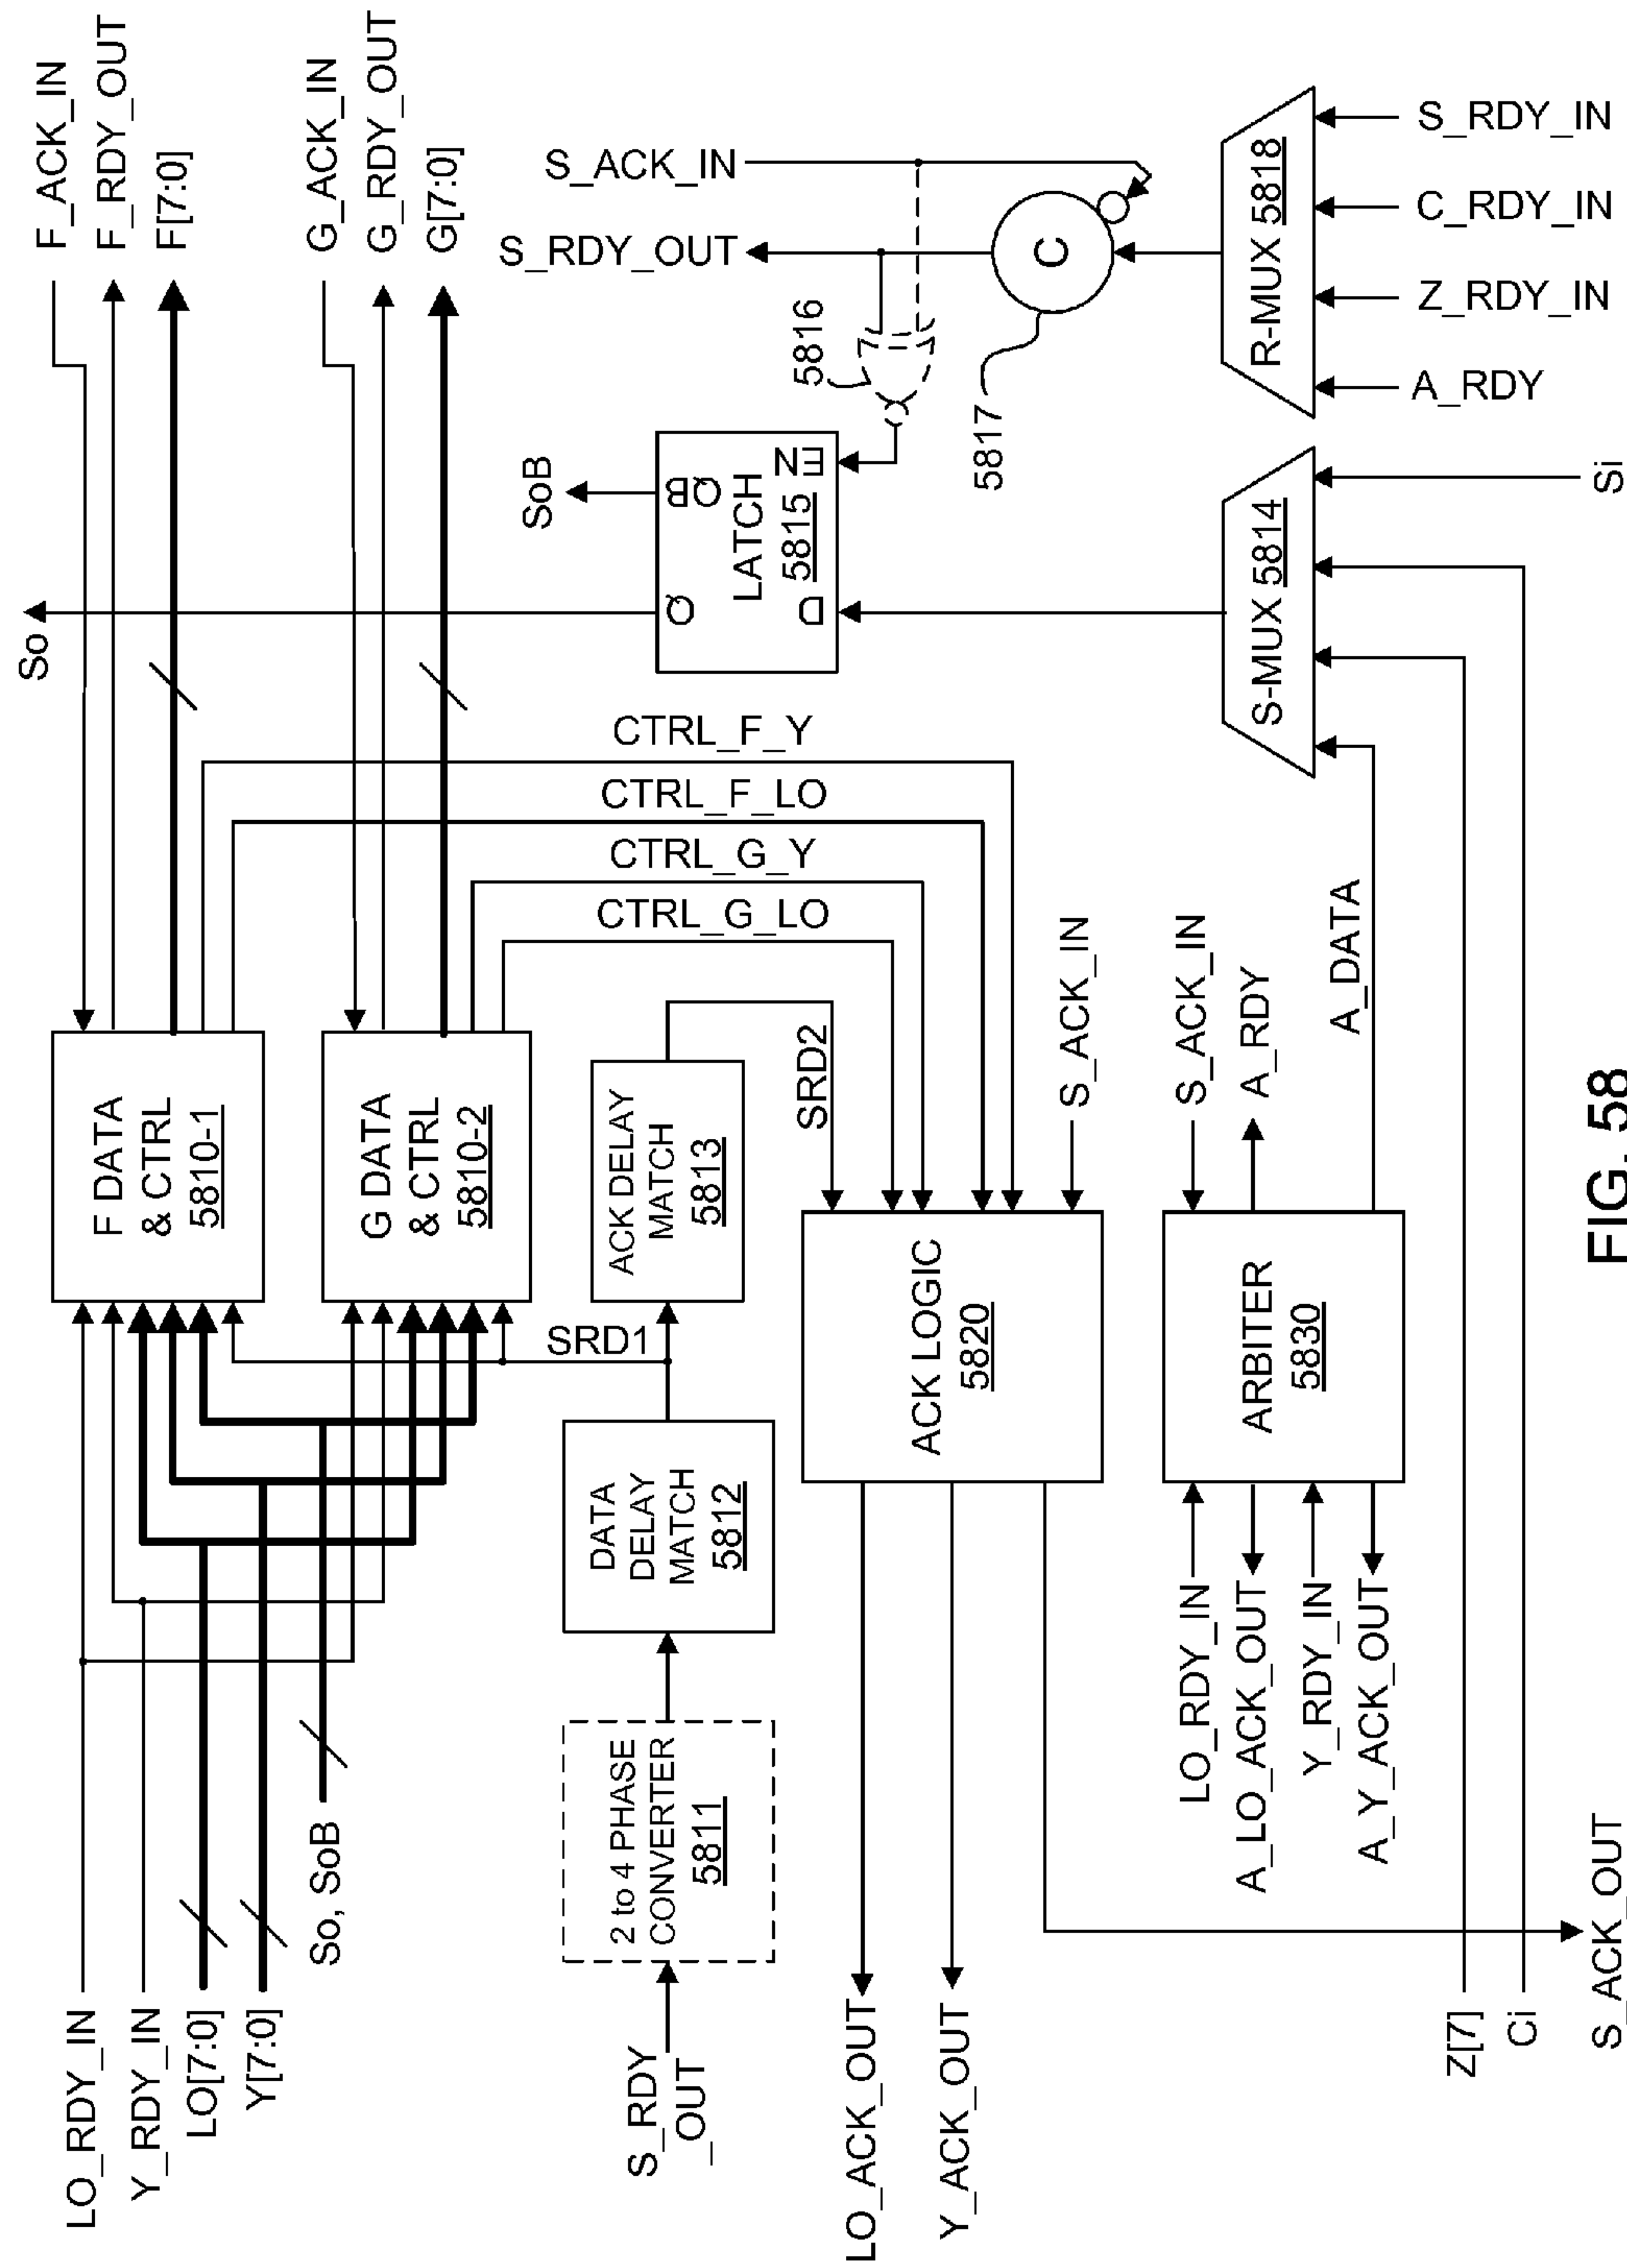 LO_RDY_IN
Y_RDY_IN
LO[7:0]
Y[7:0]
So, SoB
F DATA
& CTRL
5810-1
G DATA
& CTRL
5810-2
F_ACK_IN
F_RDY_OUT
F[7:0]
G_ACK_IN
G_RDY_OUT
G[7:0]
So
S_RDY
_OUT
2 to 4 PHASE
CONVERTER
5811
DATA
DELAY
MATCH
5812
SRD1
ACK DELAY
MATCH
5813
SRD2
CTRL_F_Y
CTRL_F_LO
CTRL_G_Y
CTRL_G_LO
SoB
Q
QB
LATCH
5815
D
EN
5816
S_RDY_OUT
S_ACK_IN
C
5817
LO_ACK_OUT
Y_ACK_OUT
ACK LOGIC
5820
S_ACK_IN
LO_RDY_IN
A_LO_ACK_OUT
Y_RDY_IN
A_Y_ACK_OUT
ARBITER
5830
S_ACK_IN
A_RDY
A_DATA
S-MUX 5814
R-MUX 5818
A_RDY
Z_RDY_IN
C_RDY_IN
S_RDY_IN
Z[7]
Ci
S_ACK_OUT
Si
FIG. 58